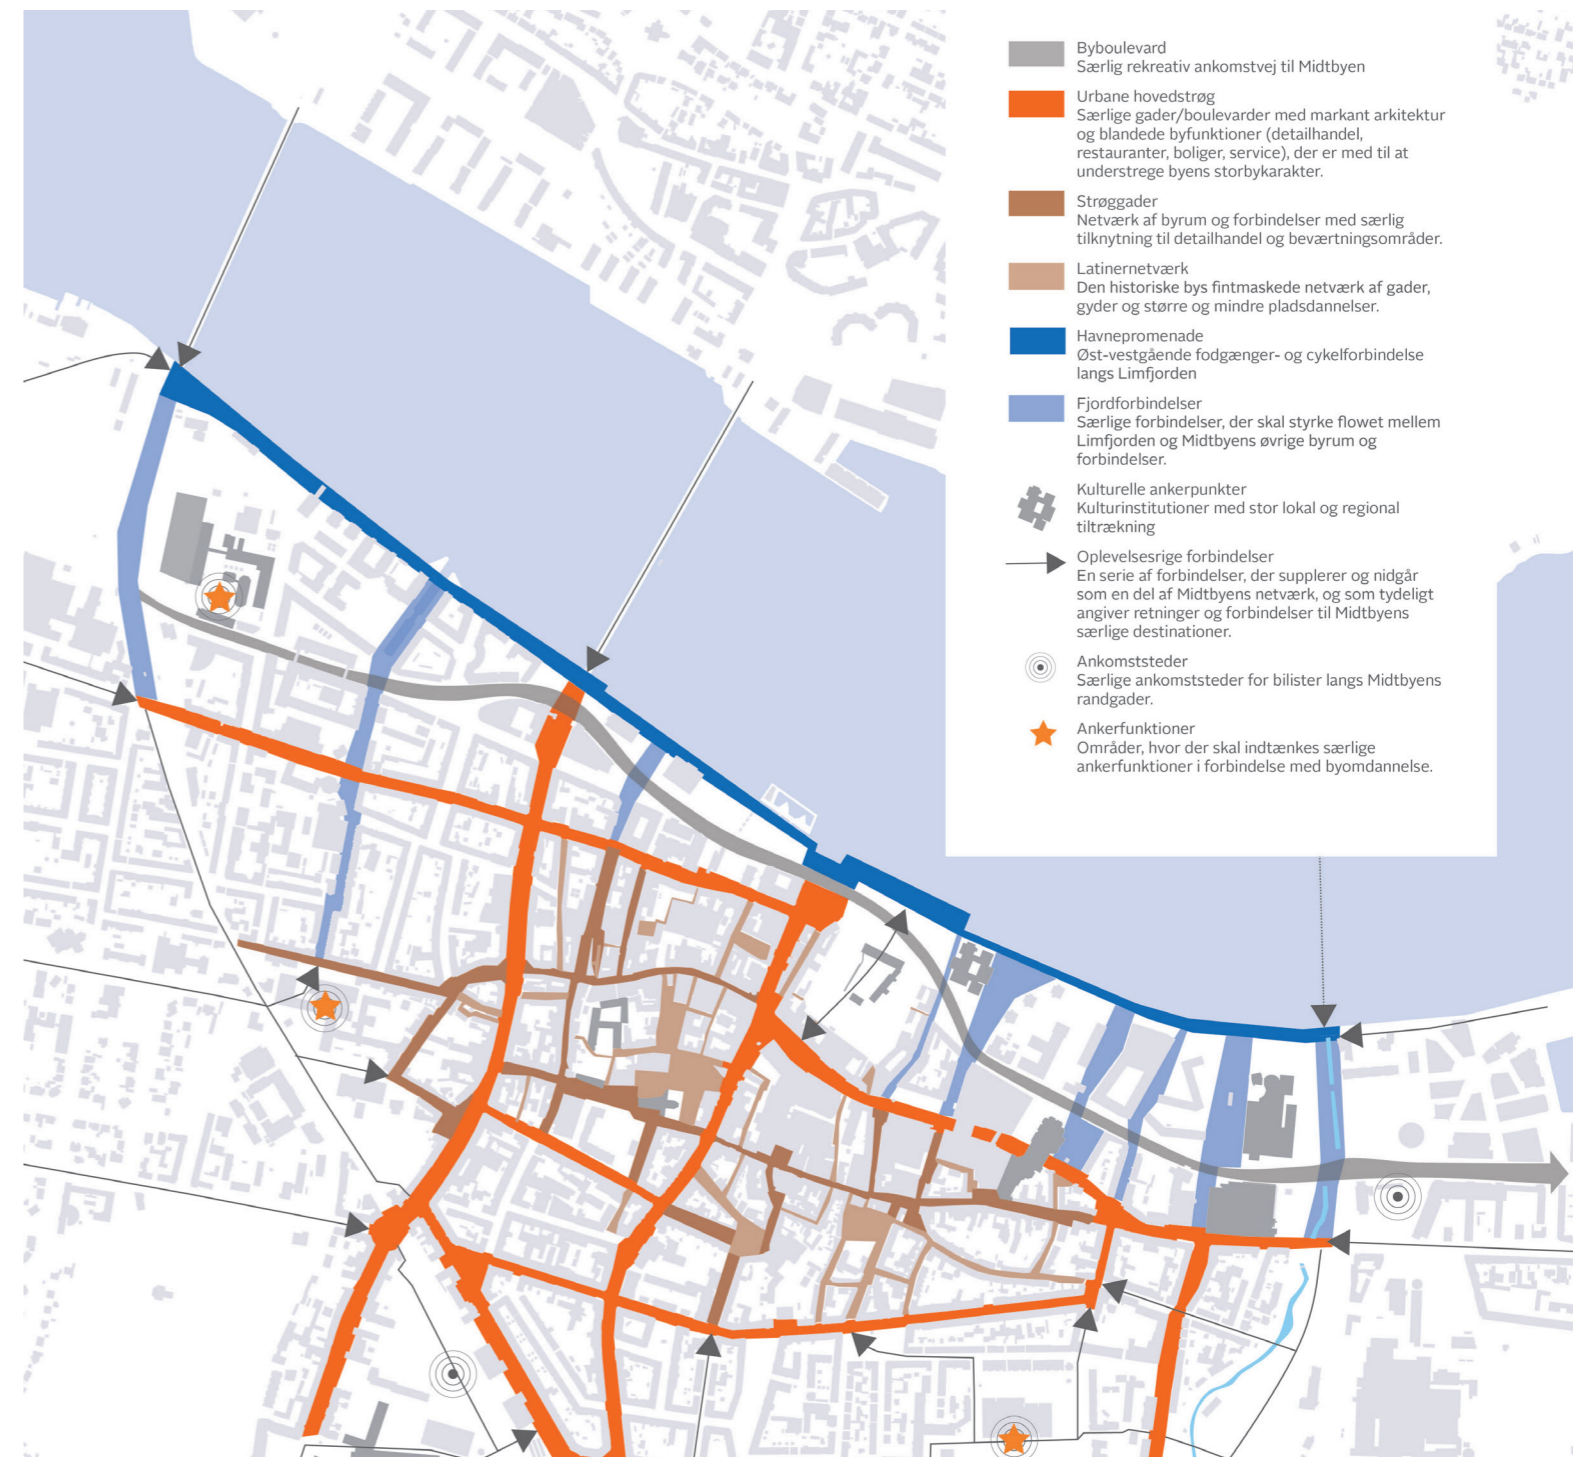 Byboulevard
Særlig rekreativ ankomstvej til Midtbyen
Urbane hovedstrøg
Særlige gader/boulevarder med markant arkitektur
og blandede byfunktioner (detailhandel,
restauranter, boliger, service), der er med til at
understrege byens storbykarakter.
Strøggader
Netværk af byrum og forbindelser med særlig
tilknytning til detailhandel og beværtningsområder.
Latinernetværk
Den historiske bys fintmaskede netværk af gader,
gyder og større og mindre pladsdannelser.
Havnepromenade
Øst-vestgående fodgænger- og cykelforbindelse
langs Limfjorden
Fjordforbindelser
Særlige forbindelser, der skal styrke flowet mellem
Limfjorden og Midtbyens øvrige byrum og
forbindelser.
Kulturelle ankerpunkter
Kulturinstitutioner med stor lokal og regional
tiltrækning
Oplevelsesrige forbindelser
En serie af forbindelser, der supplerer og nidgår
som en del af Midtbyens netværk, og som tydeligt
angiver retninger og forbindelser til Midtbyens
særlige destinationer.
Ankomststeder
Særlige ankomststeder for bilister langs Midtbyens
randgader.
Ankerfunktioner
Områder, hvor der skal indtænkes særlige
ankerfunktioner i forbindelse med byomdannelse.